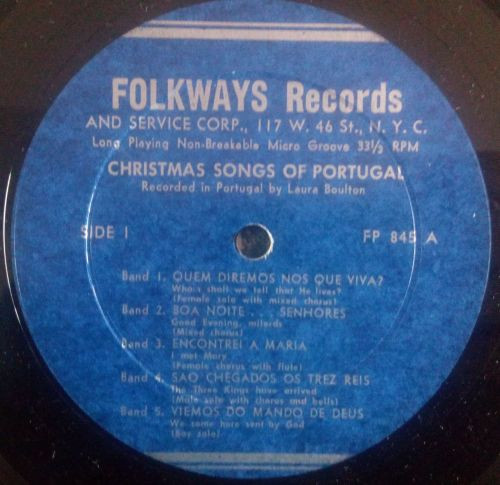 FOLKWAYS Records
AND SERVICE CORP., 117 W. 46 St., N. Y. C.
Long Playing Non-Breakable Micro Groove 33⅓ RPM
CHRISTMAS SONGS OF PORTUGAL
Recorded in Portugal by Laura Boulton
SIDE 1 FP 845 A
Band 1. QUEM DIREMOS NOS QUE VIVA?
Whom shall we tell that He lives?
(Female solo with mixed chorus)
Band 2. BOA NOITE . . . SENHORES
Good Evening, milords
(Mixed chorus)
Band 3. ENCONTREI A MARIA
I met Mary
(Female chorus with flute)
Band 4. SAO CHEGADOS OS TREZ REIS
The Three Kings have arrived
(Male solo with chorus and bells)
Band 5. VIEMOS DO MANDO DE DEUS
We come here sent by God
(Boy solo)